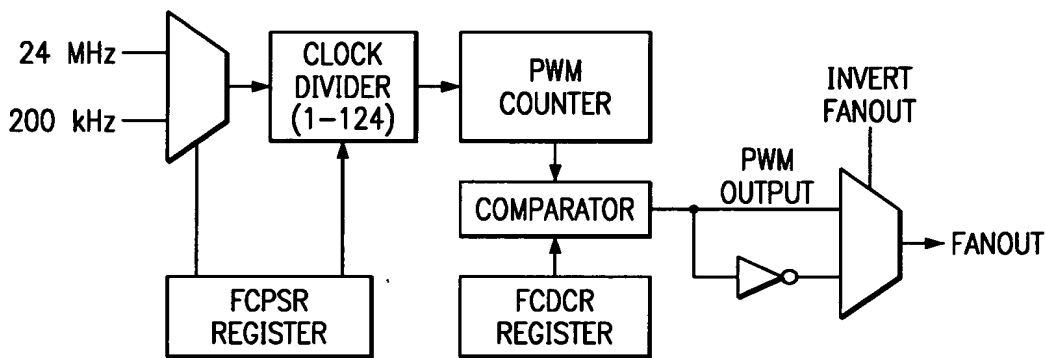 24 MHz
200 kHz
CLOCK
DIVIDER
(1-124)
PWM
COUNTER
INVERT
FANOUT
COMPARATOR
PWM
OUTPUT
FANOUT
FCPSR
REGISTER
FCDCR
REGISTER